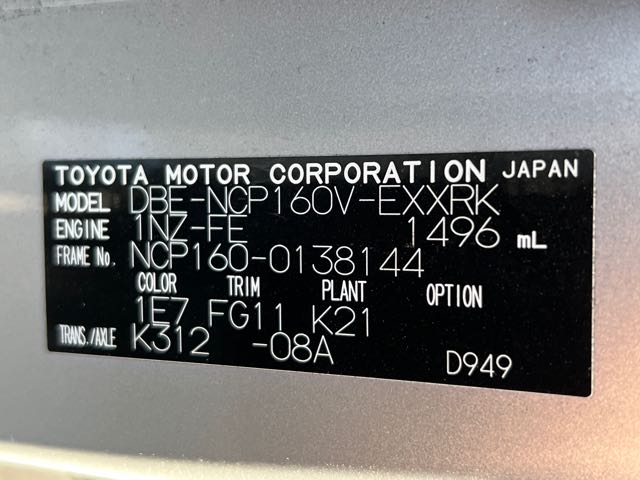 TOYOTA MOTOR CORPORATION JAPAN
MODEL DBE-NCP160V-EXXRK
ENGINE 1NZ-FE 1496 mL
FRAME No. NCP160-0138144
COLOR TRIM PLANT OPTION
1E7 FG11 K21
TRANS./AXLE K312 -08A
D949